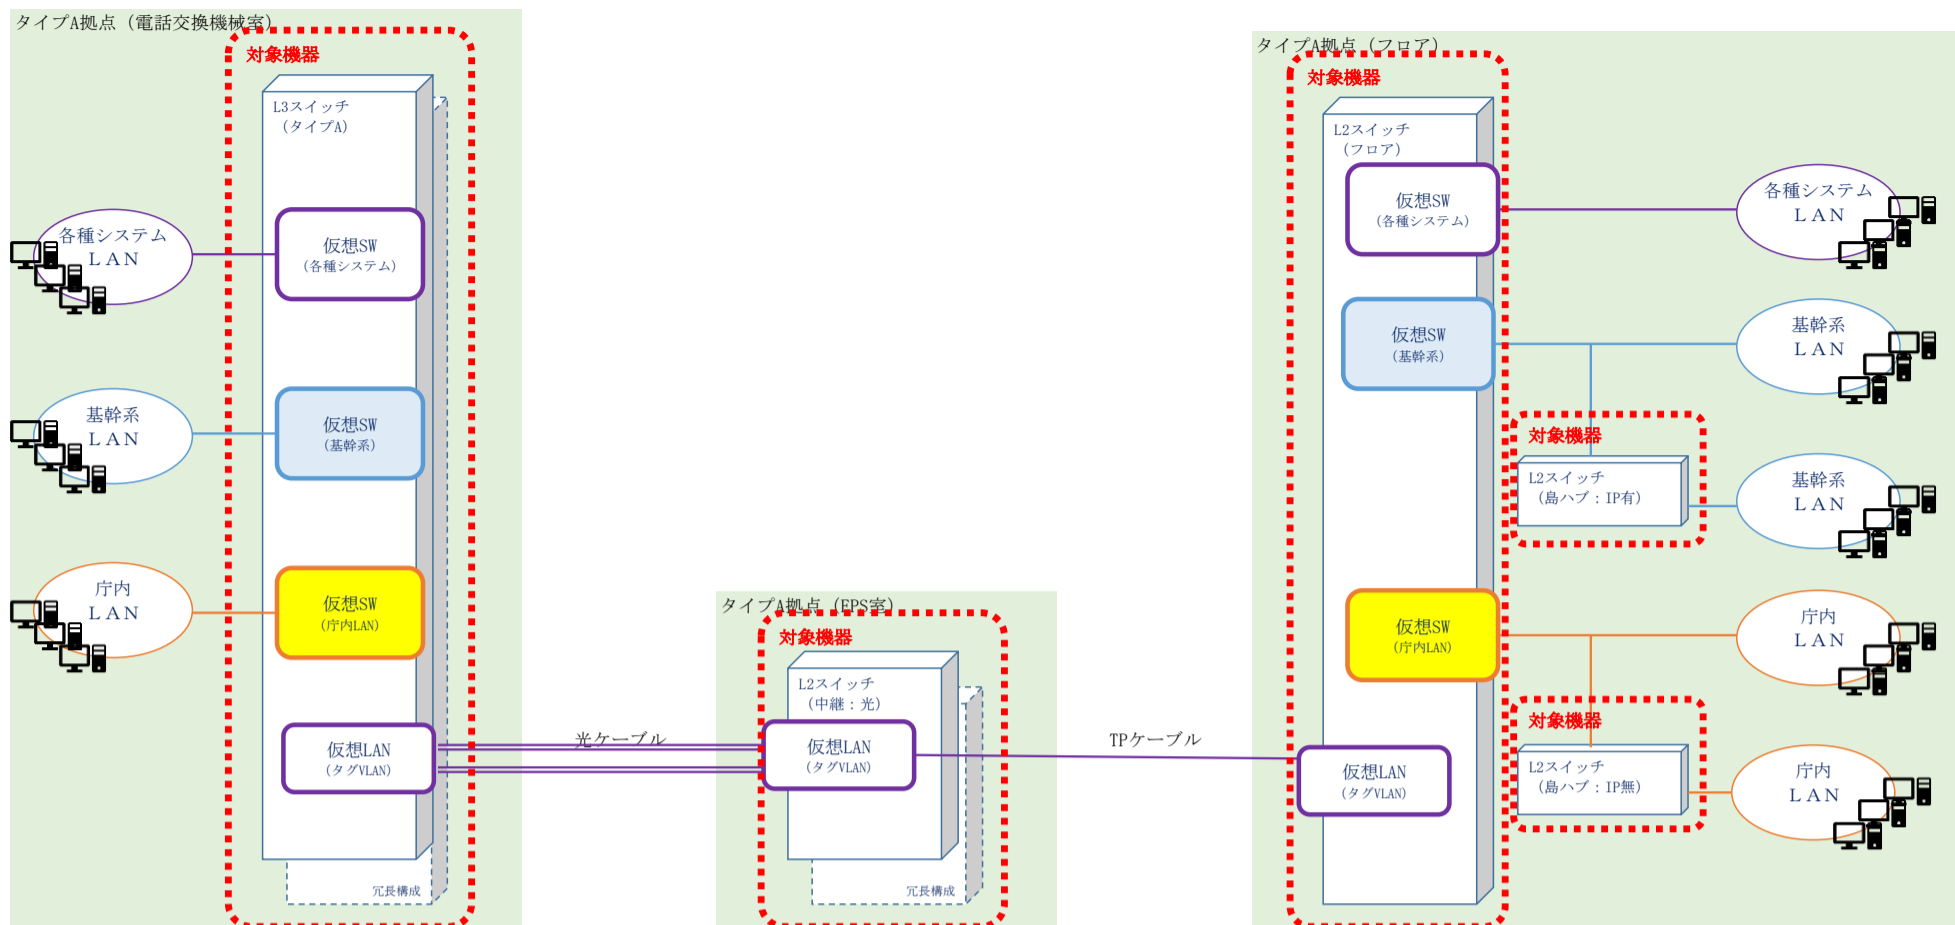 タイプA拠点（電話交換機械室）
対象機器
L3スイッチ
（タイプA）
各種システム
ＬＡＮ
仮想SW
（各種システム）
基幹系
ＬＡＮ
仮想SW
（基幹系）
庁内
ＬＡＮ
仮想SW
（庁内LAN）
仮想LAN
（タグVLAN）
冗長構成
光ケーブル
タイプA拠点（EPS室）
対象機器
L2スイッチ
（中継：光）
仮想LAN
（タグVLAN）
冗長構成
TPケーブル
タイプA拠点（フロア）
対象機器
L2スイッチ
（フロア）
仮想SW
（各種システム）
各種システム
ＬＡＮ
仮想SW
（基幹系）
基幹系
ＬＡＮ
対象機器
L2スイッチ
（島ハブ：IP有）
基幹系
ＬＡＮ
仮想SW
（庁内LAN）
庁内
ＬＡＮ
対象機器
L2スイッチ
（島ハブ：IP無）
庁内
ＬＡＮ
仮想LAN
（タグVLAN）